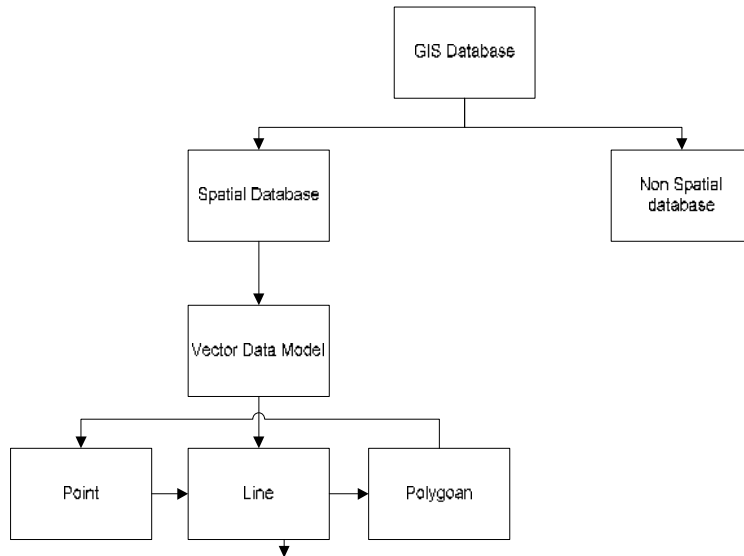 GIS Database
Spatial Database
Non Spatial
database
Vector Data Model
Point
Line
Polygoan